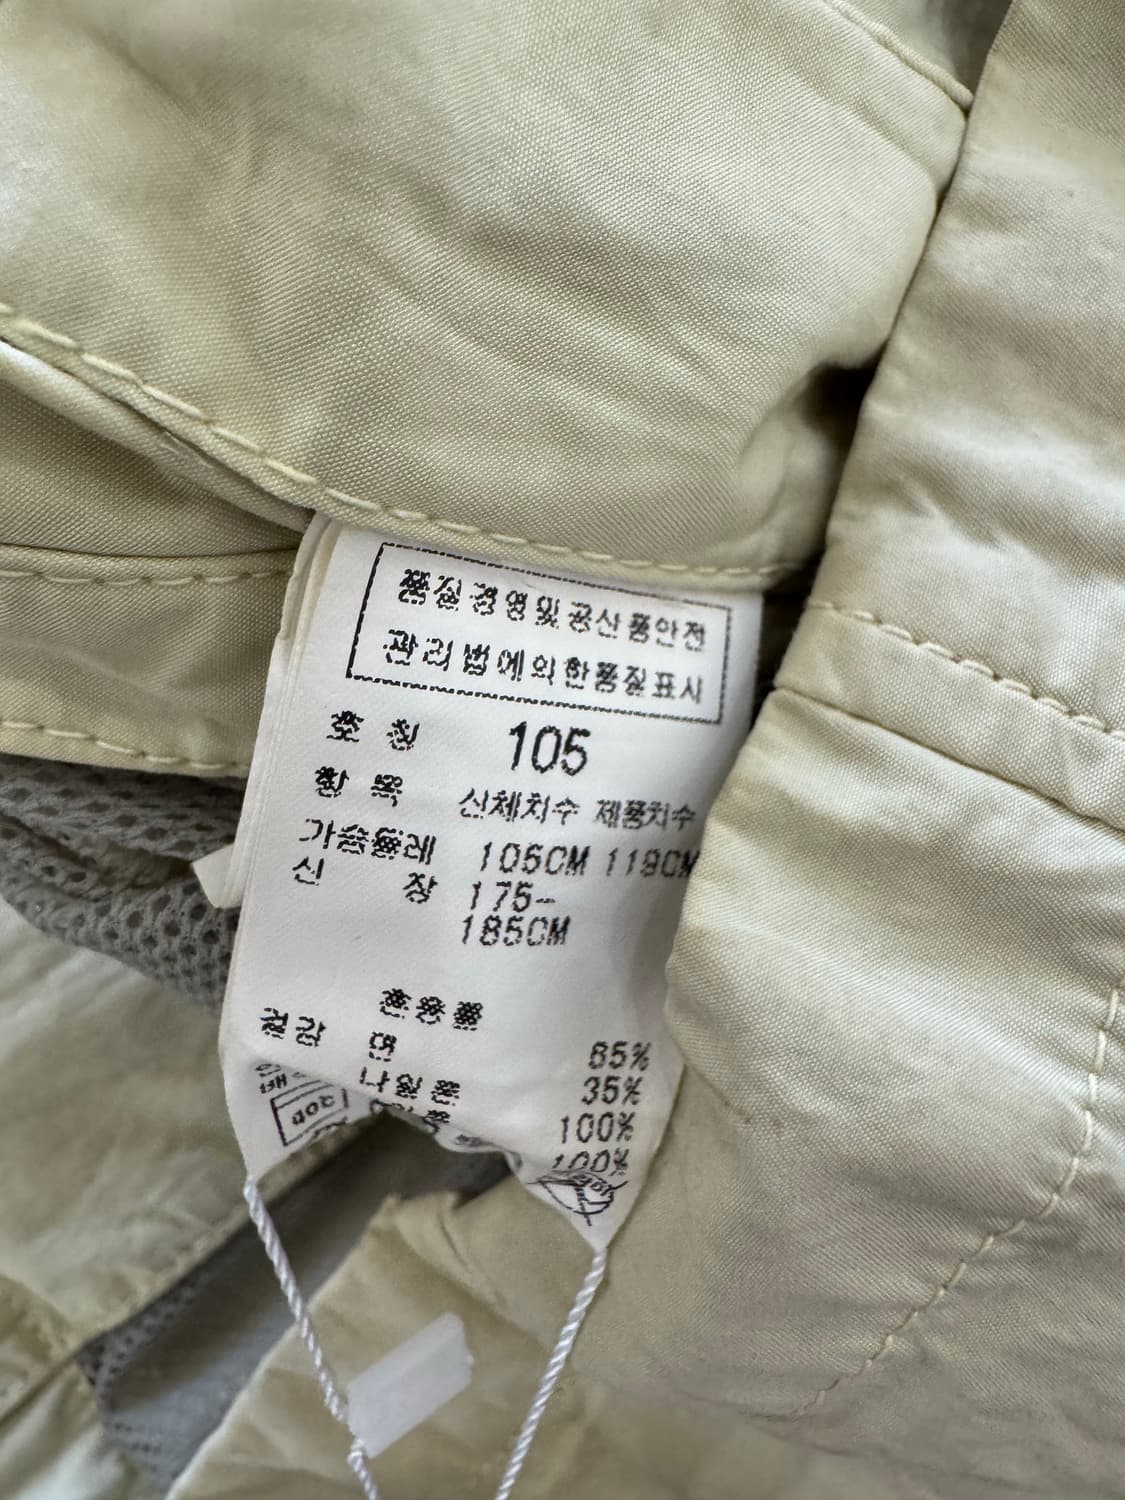 품질경영및공산품안전
관리법에의한품질표시
호 칭 105
항 목 신체치수 제품치수
가슴둘레 105CM 119CM
신 장 175-
185CM
혼용률
겉감 면 65%
나일론 35%
100%
100%